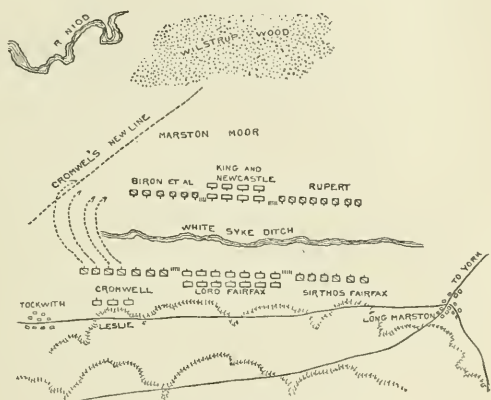 R NIOD
WILSTRUP WOOD
CROMWEL'S NEW LINE
MARSTON MOOR
KING AND
NEWCASTLE
BIRON ET AL
RUPERT
WHITE SYKE DITCH
TO YORK
CROMWELL
LORD FAIRFAX
SIR THOS FAIRFAX
TOCKWITH
LESLIE
LONG MARSTON